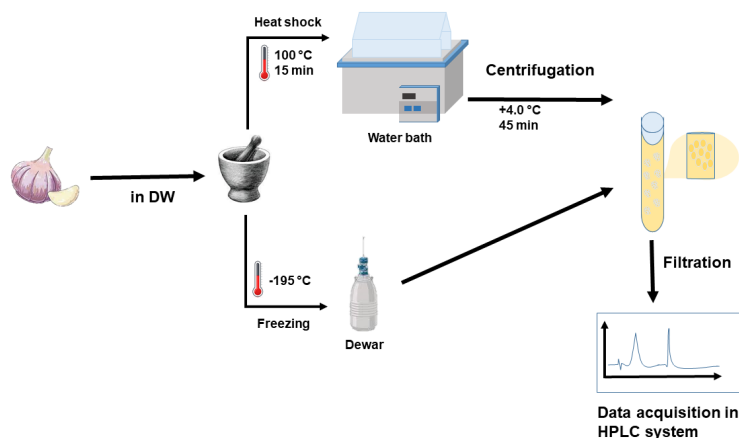 Heat shock
100 °C
15 min
Water bath
Centrifugation
+4.0 °C
45 min
in DW
-195 °C
Freezing
Dewar
Filtration
Data acquisition in
HPLC system